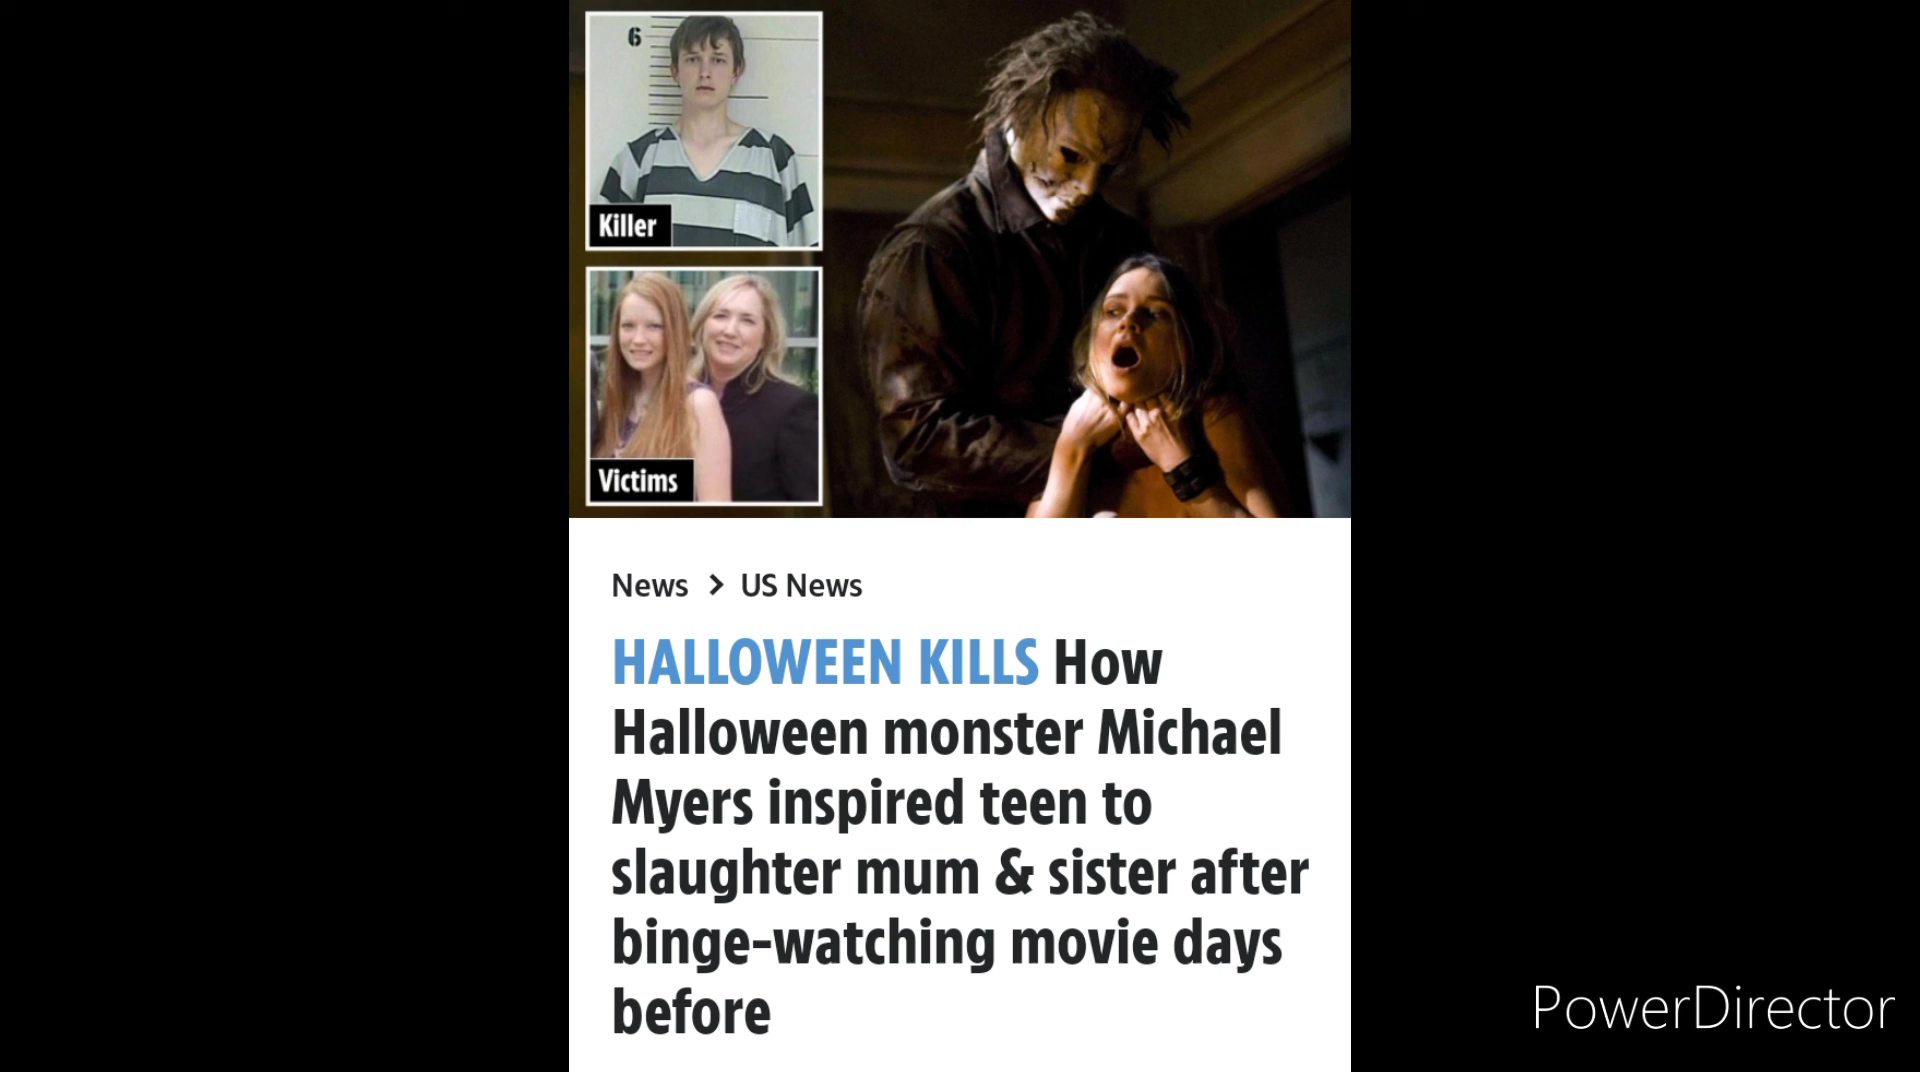 6
Killer
Victims
News > US News
HALLOWEEN KILLS How
Halloween monster Michael
Myers inspired teen to
slaughter mum & sister after
binge-watching movie days
before
PowerDirector